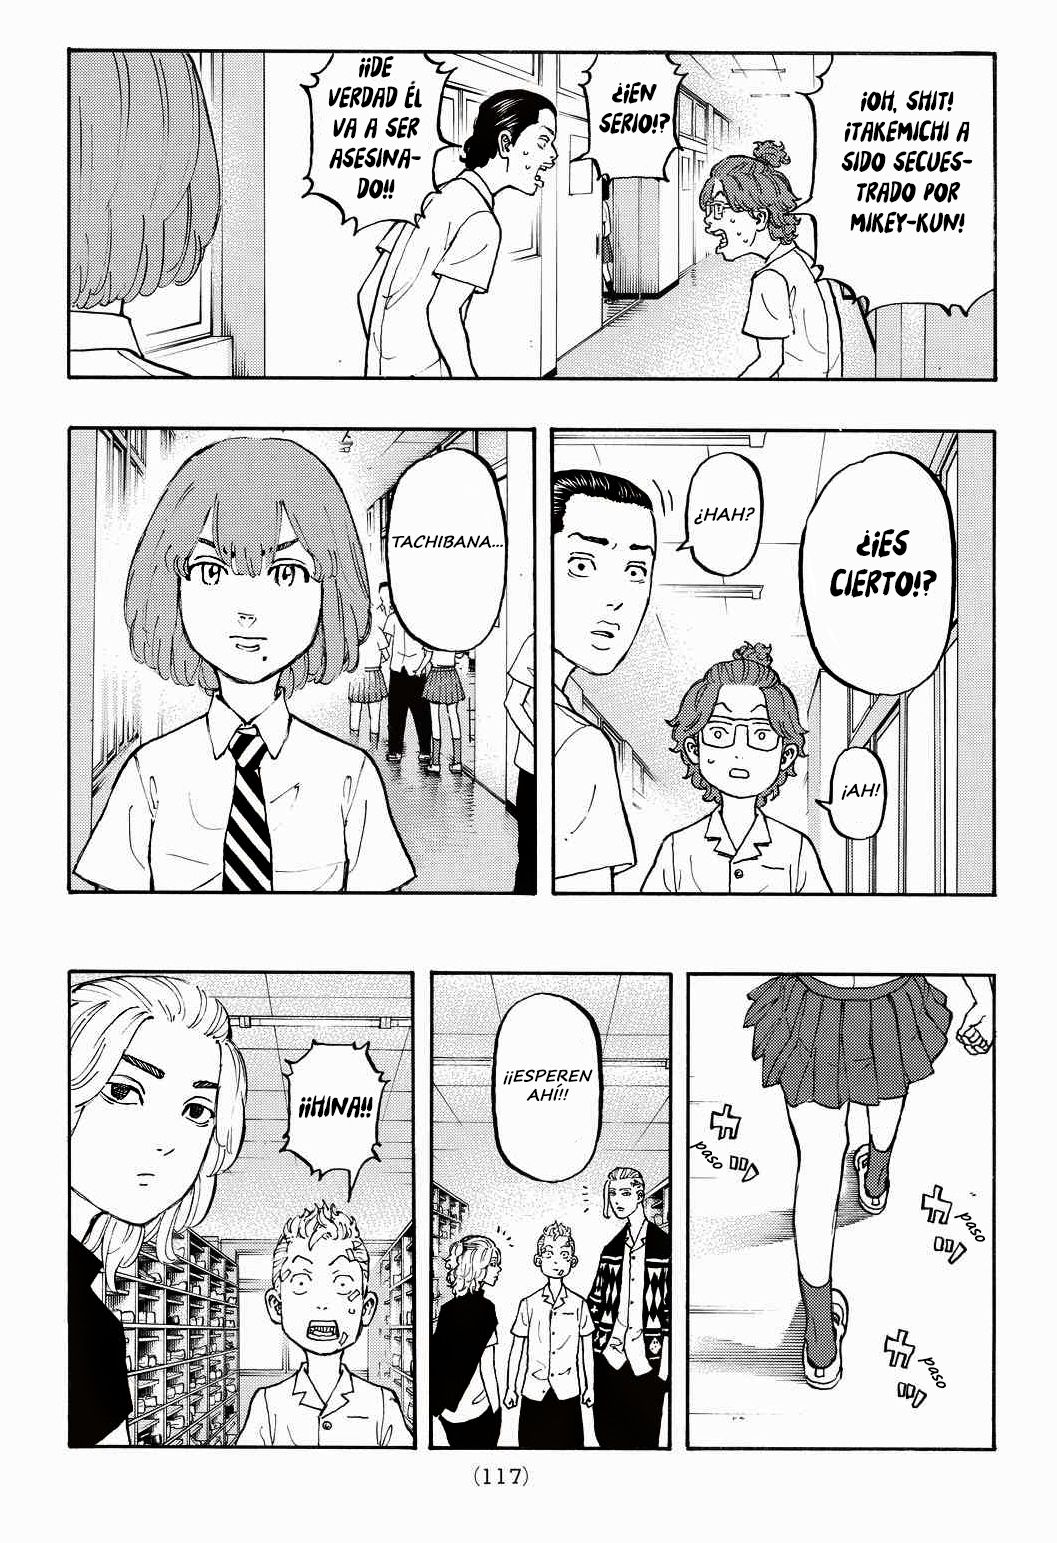 ¡OH, SHIT!
¡TAKEMICHI A
SIDO SECUES-
TRADO POR
MIKEY-KUN!
¿¡EN
SERIO!?
¡¡DE
VERDAD ÉL
VA A SER
ASESINA-
DO!!
¿¡ES
CIERTO!?
¿HAH?
¡AH!
TACHIBANA...
paso
paso
paso
¡¡ESPEREN
AHÍ!!
¡¡HINA!!
(117)